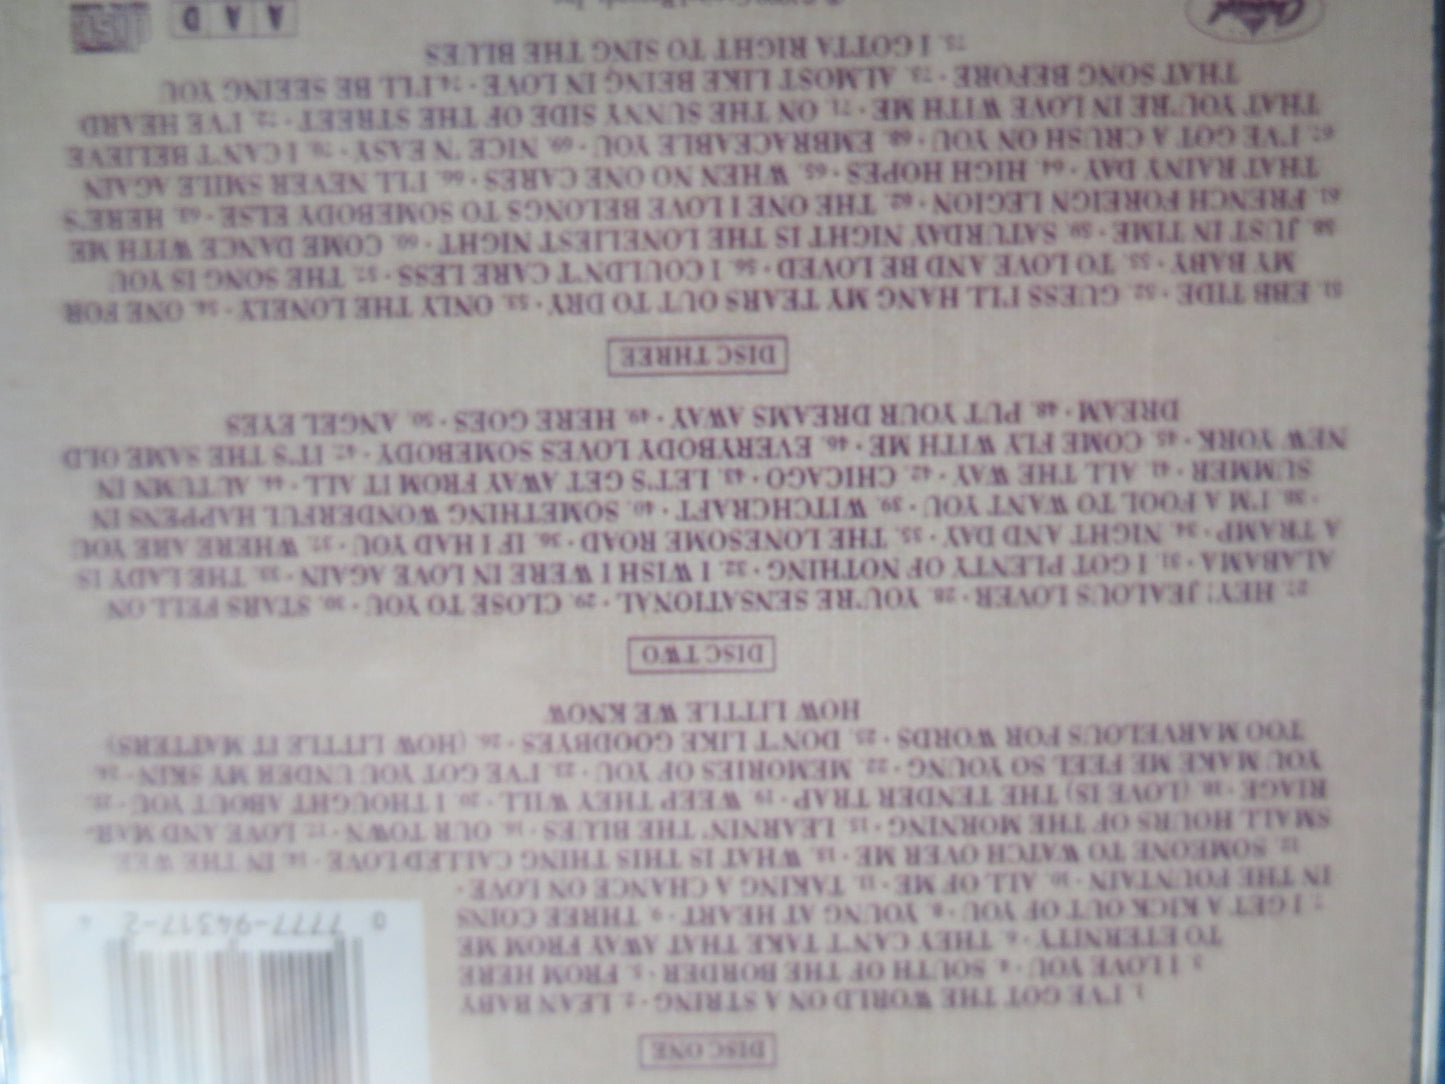 DISC ONE
1. I'VE GOT THE WORLD ON A STRING • 2. LEAN BABY
3. I LOVE YOU • 4. SOUTH OF THE BORDER • 5. FROM HERE
TO ETERNITY • 6. THEY CAN'T TAKE THAT AWAY FROM ME
• 7. I GET A KICK OUT OF YOU • 8. YOUNG AT HEART • 9. THREE COINS
IN THE FOUNTAIN • 10. ALL OF ME • 11. TAKING A CHANCE ON LOVE •
12. SOMEONE TO WATCH OVER ME • 13. WHAT IS THIS THING CALLED LOVE • 14. IN THE WEE
SMALL HOURS OF THE MORNING • 15. LEARNIN' THE BLUES • 16. OUR TOWN • 17. LOVE AND MAR-
RIAGE • 18. (LOVE IS) THE TENDER TRAP • 19. WEEP THEY WILL • 20. I THOUGHT ABOUT YOU • 21.
YOU MAKE ME FEEL SO YOUNG • 22. MEMORIES OF YOU • 23. I'VE GOT YOU UNDER MY SKIN • 24.
TOO MARVELOUS FOR WORDS • 25. DON'T LIKE GOODBYES • 26. (HOW LITTLE IT MATTERS)
HOW LITTLE WE KNOW
0 7777-94317-2 4
DISC TWO
27. HEY! JEALOUS LOVER • 28. YOU'RE SENSATIONAL • 29. CLOSE TO YOU • 30. STARS FELL ON
ALABAMA • 31. I GOT PLENTY OF NOTHING • 32. I WISH I WERE IN LOVE AGAIN • 33. THE LADY IS
A TRAMP • 34. NIGHT AND DAY • 35. THE LONESOME ROAD • 36. IF I HAD YOU • 37. WHERE ARE YOU
• 38. I'M A FOOL TO WANT YOU • 39. WITCHCRAFT • 40. SOMETHING WONDERFUL HAPPENS IN
SUMMER • 41. ALL THE WAY • 42. CHICAGO • 43. LET'S GET AWAY FROM IT ALL • 44. AUTUMN IN
NEW YORK • 45. COME FLY WITH ME • 46. EVERYBODY LOVES SOMEBODY • 47. IT'S THE SAME OLD
DREAM • 48. PUT YOUR DREAMS AWAY • 49. HERE GOES • 50. ANGEL EYES
DISC THREE
51. EBB TIDE • 52. GUESS I'LL HANG MY TEARS OUT TO DRY • 53. ONLY THE LONELY • 54. ONE FOR
MY BABY • 55. TO LOVE AND BE LOVED • 56. I COULDN'T CARE LESS • 57. THE SONG IS YOU
58. JUST IN TIME • 59. SATURDAY NIGHT IS THE LONELIEST NIGHT • 60. COME DANCE WITH ME
61. FRENCH FOREIGN LEGION • 62. THE ONE I LOVE BELONGS TO SOMEBODY ELSE • 63. HERE'S
THAT RAINY DAY • 64. HIGH HOPES • 65. WHEN NO ONE CARES • 66. I'LL NEVER SMILE AGAIN
67. I'VE GOT A CRUSH ON YOU • 68. EMBRACEABLE YOU • 69. NICE 'N EASY • 70. I CAN'T BELIEVE
THAT YOU'RE IN LOVE WITH ME • 71. ON THE SUNNY SIDE OF THE STREET • 72. I'VE HEARD
THAT SONG BEFORE • 73. ALMOST LIKE BEING IN LOVE • 74. I'LL BE SEEING YOU
75. I GOTTA RIGHT TO SING THE BLUES
Capitol
A A D
disc